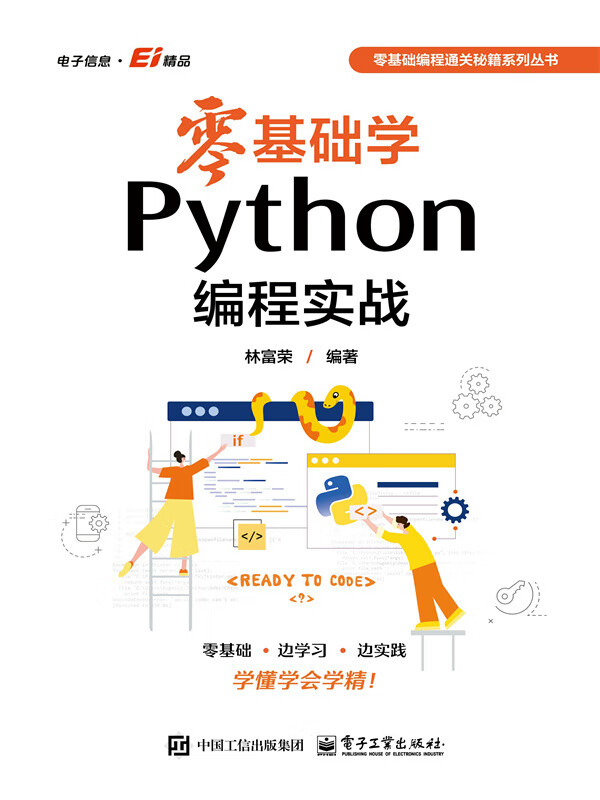 电子信息·Ei精品
零基础编程通关秘籍系列丛书
零基础学
Python
编程实战
林富荣 / 编著
if
</>
< >
<READY TO CODE>
<?>
零基础 • 边学习 • 边实践
学懂学会学精!
中国工信出版集团
电子工业出版社·
PUBLISHING HOUSE OF ELECTRONICS INDUSTRY